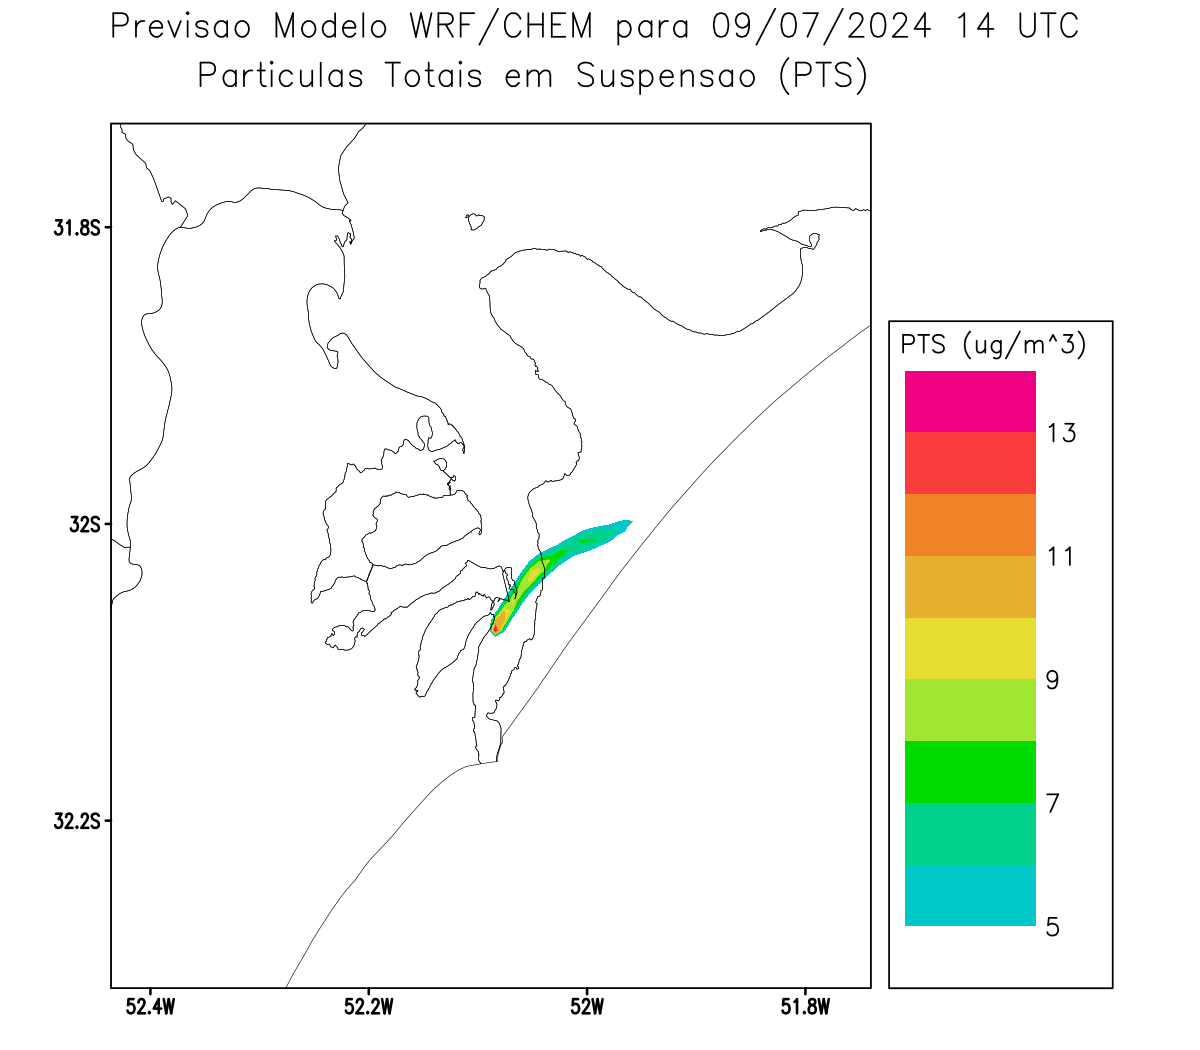 Previsao Modelo WRF/CHEM para 09/07/2024 14 UTC
Particulas Totais em Suspensao (PTS)
31.8S
32S
32.2S
52.4W
52.2W
52W
51.8W
PTS (ug/m^3)
13
11
9
7
5